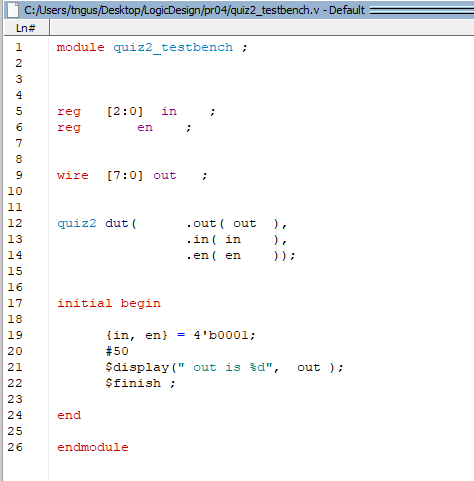 C:/Users/tngus/Desktop/LogicDesign/pr04/quiz2_testbench.v - Default
Ln#
1 module quiz2_testbench ;
2
3
4
5 reg [2:0] in ;
6 reg en ;
7
8
9 wire [7:0] out ;
10
11
12 quiz2 dut( .out( out ),
13 .in( in ),
14 .en( en ));
15
16
17 initial begin
18
19 {in, en} = 4'b0001;
20 #50
21 $display(" out is %d", out );
22 $finish ;
23
24 end
25
26 endmodule